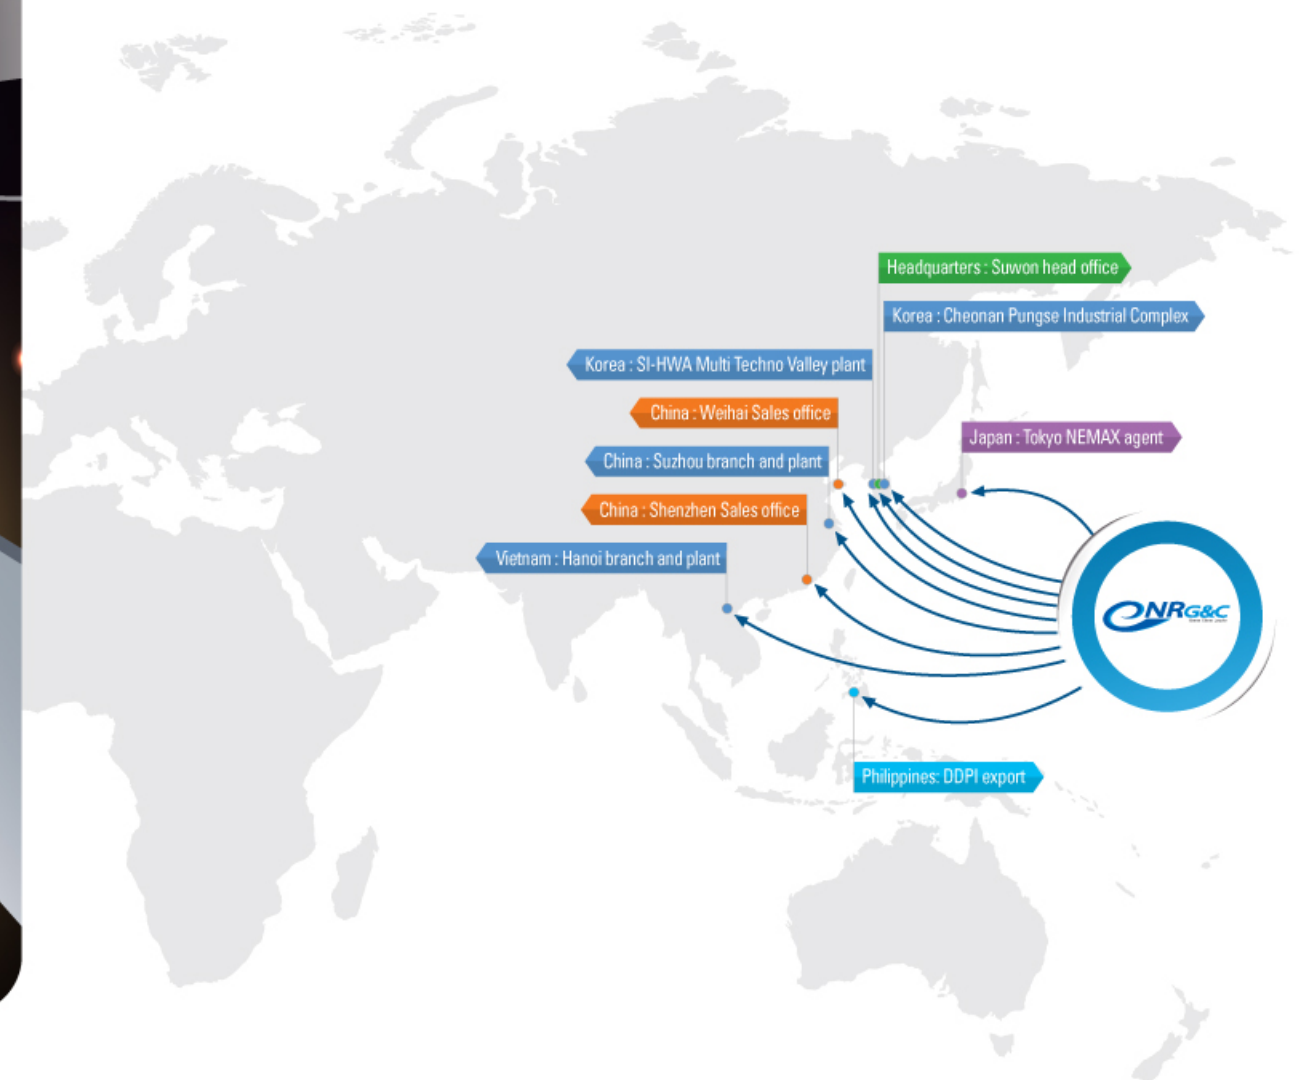 Headquarters : Suwon head office
Korea : Cheonan Pungse Industrial Complex
Korea : SI-HWA Multi Techno Valley plant
China : Weihai Sales office
Japan : Tokyo NEMAX agent
China : Suzhou branch and plant
China : Shenzhen Sales office
Vietnam : Hanoi branch and plant
NRG&C
Philippines: DDPI export